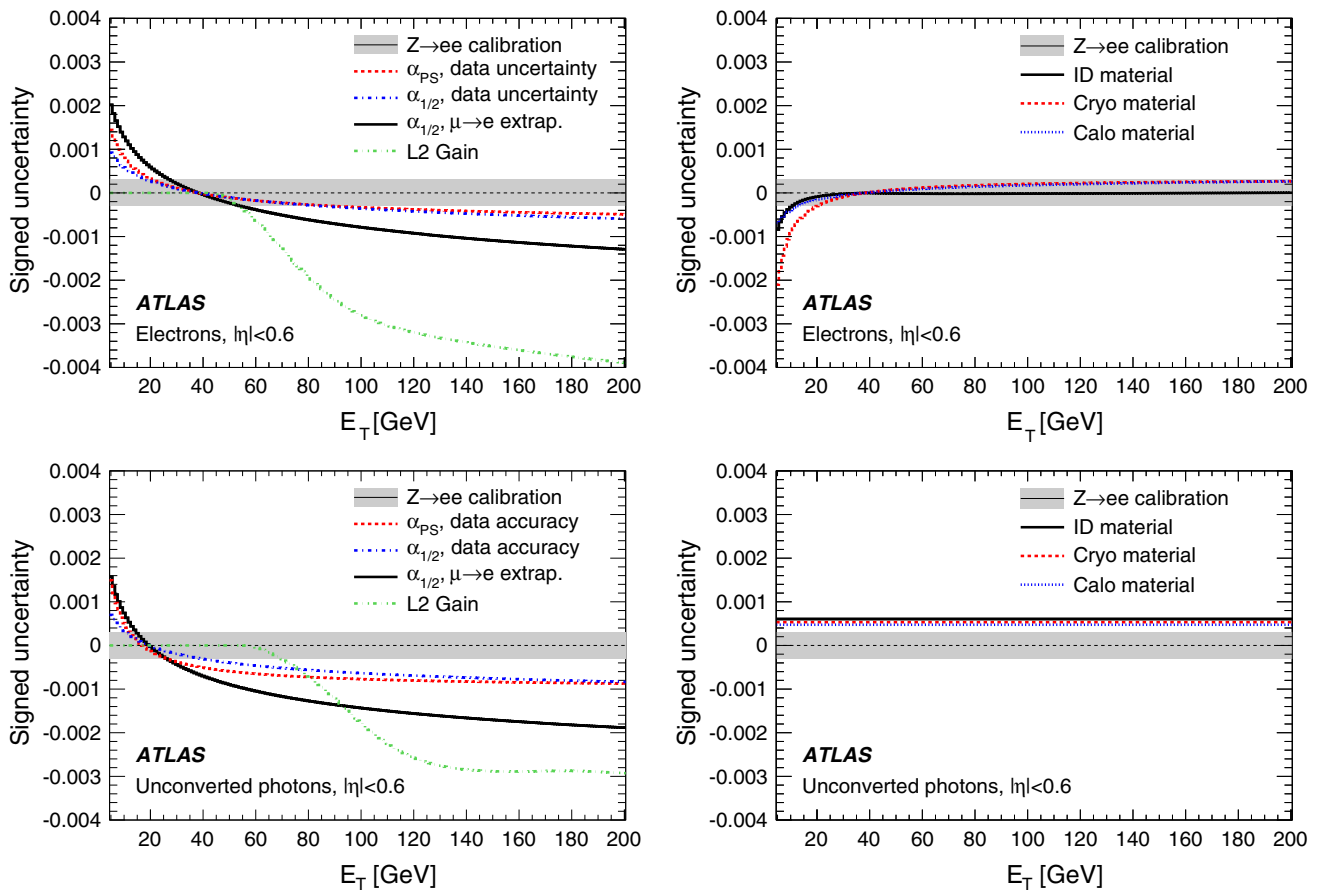 Signed uncertainty
0.004
0.003
0.002
0.001
0
-0.001
-0.002
-0.003
-0.004
Z→ee calibration
α_PS, data uncertainty
α_1/2, data uncertainty
α_1/2, μ→e extrap.
L2 Gain
ATLAS
Electrons, |η|<0.6
20 40 60 80 100 120 140 160 180 200
E_T [GeV]
Signed uncertainty
0.004
0.003
0.002
0.001
0
-0.001
-0.002
-0.003
-0.004
Z→ee calibration
ID material
Cryo material
Calo material
ATLAS
Electrons, |η|<0.6
20 40 60 80 100 120 140 160 180 200
E_T [GeV]
Signed uncertainty
0.004
0.003
0.002
0.001
0
-0.001
-0.002
-0.003
-0.004
Z→ee calibration
α_PS, data accuracy
α_1/2, data accuracy
α_1/2, μ→e extrap.
L2 Gain
ATLAS
Unconverted photons, |η|<0.6
20 40 60 80 100 120 140 160 180 200
E_T [GeV]
Signed uncertainty
0.004
0.003
0.002
0.001
0
-0.001
-0.002
-0.003
-0.004
Z→ee calibration
ID material
Cryo material
Calo material
ATLAS
Unconverted photons, |η|<0.6
20 40 60 80 100 120 140 160 180 200
E_T [GeV]